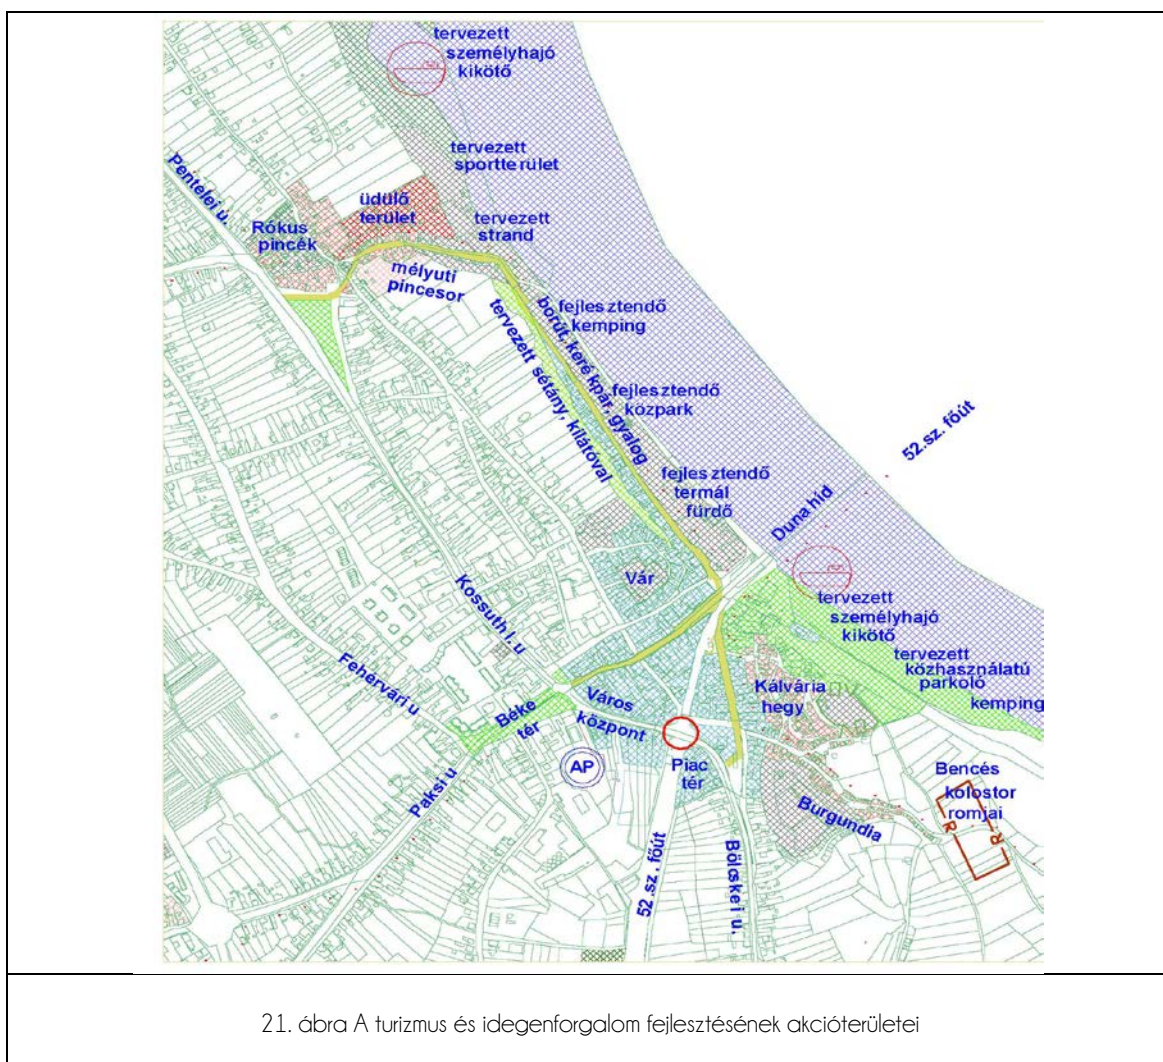 tervezett
személyhajó
kikötő
tervezett
sportterület
Pentelei u.
üdülő
terület
Rókus
pincék
tervezett
strand
mélyuti
pincesor
fejlesztendő
kemping
borút, kerékpár, gyalog
tervezett sétány, kilátóval
fejlesztendő
közpark
52.sz. főút
fejlesztendő
termál
fürdő
Duna híd
Vár
Kossuth l. u
tervezett
személyhajó
kikötő
Fehérvári u
tervezett
közhasználatú
parkoló
kemping
Kálvária
hegy
Béke
tér
Város
központ
AP
Piac
tér
Paksi u
Burgundia
Bencés
kolostor
romjai
R
R
52.sz. főút
Bölcskei u.
21. ábra A turizmus és idegenforgalom fejlesztésének akcióterületei